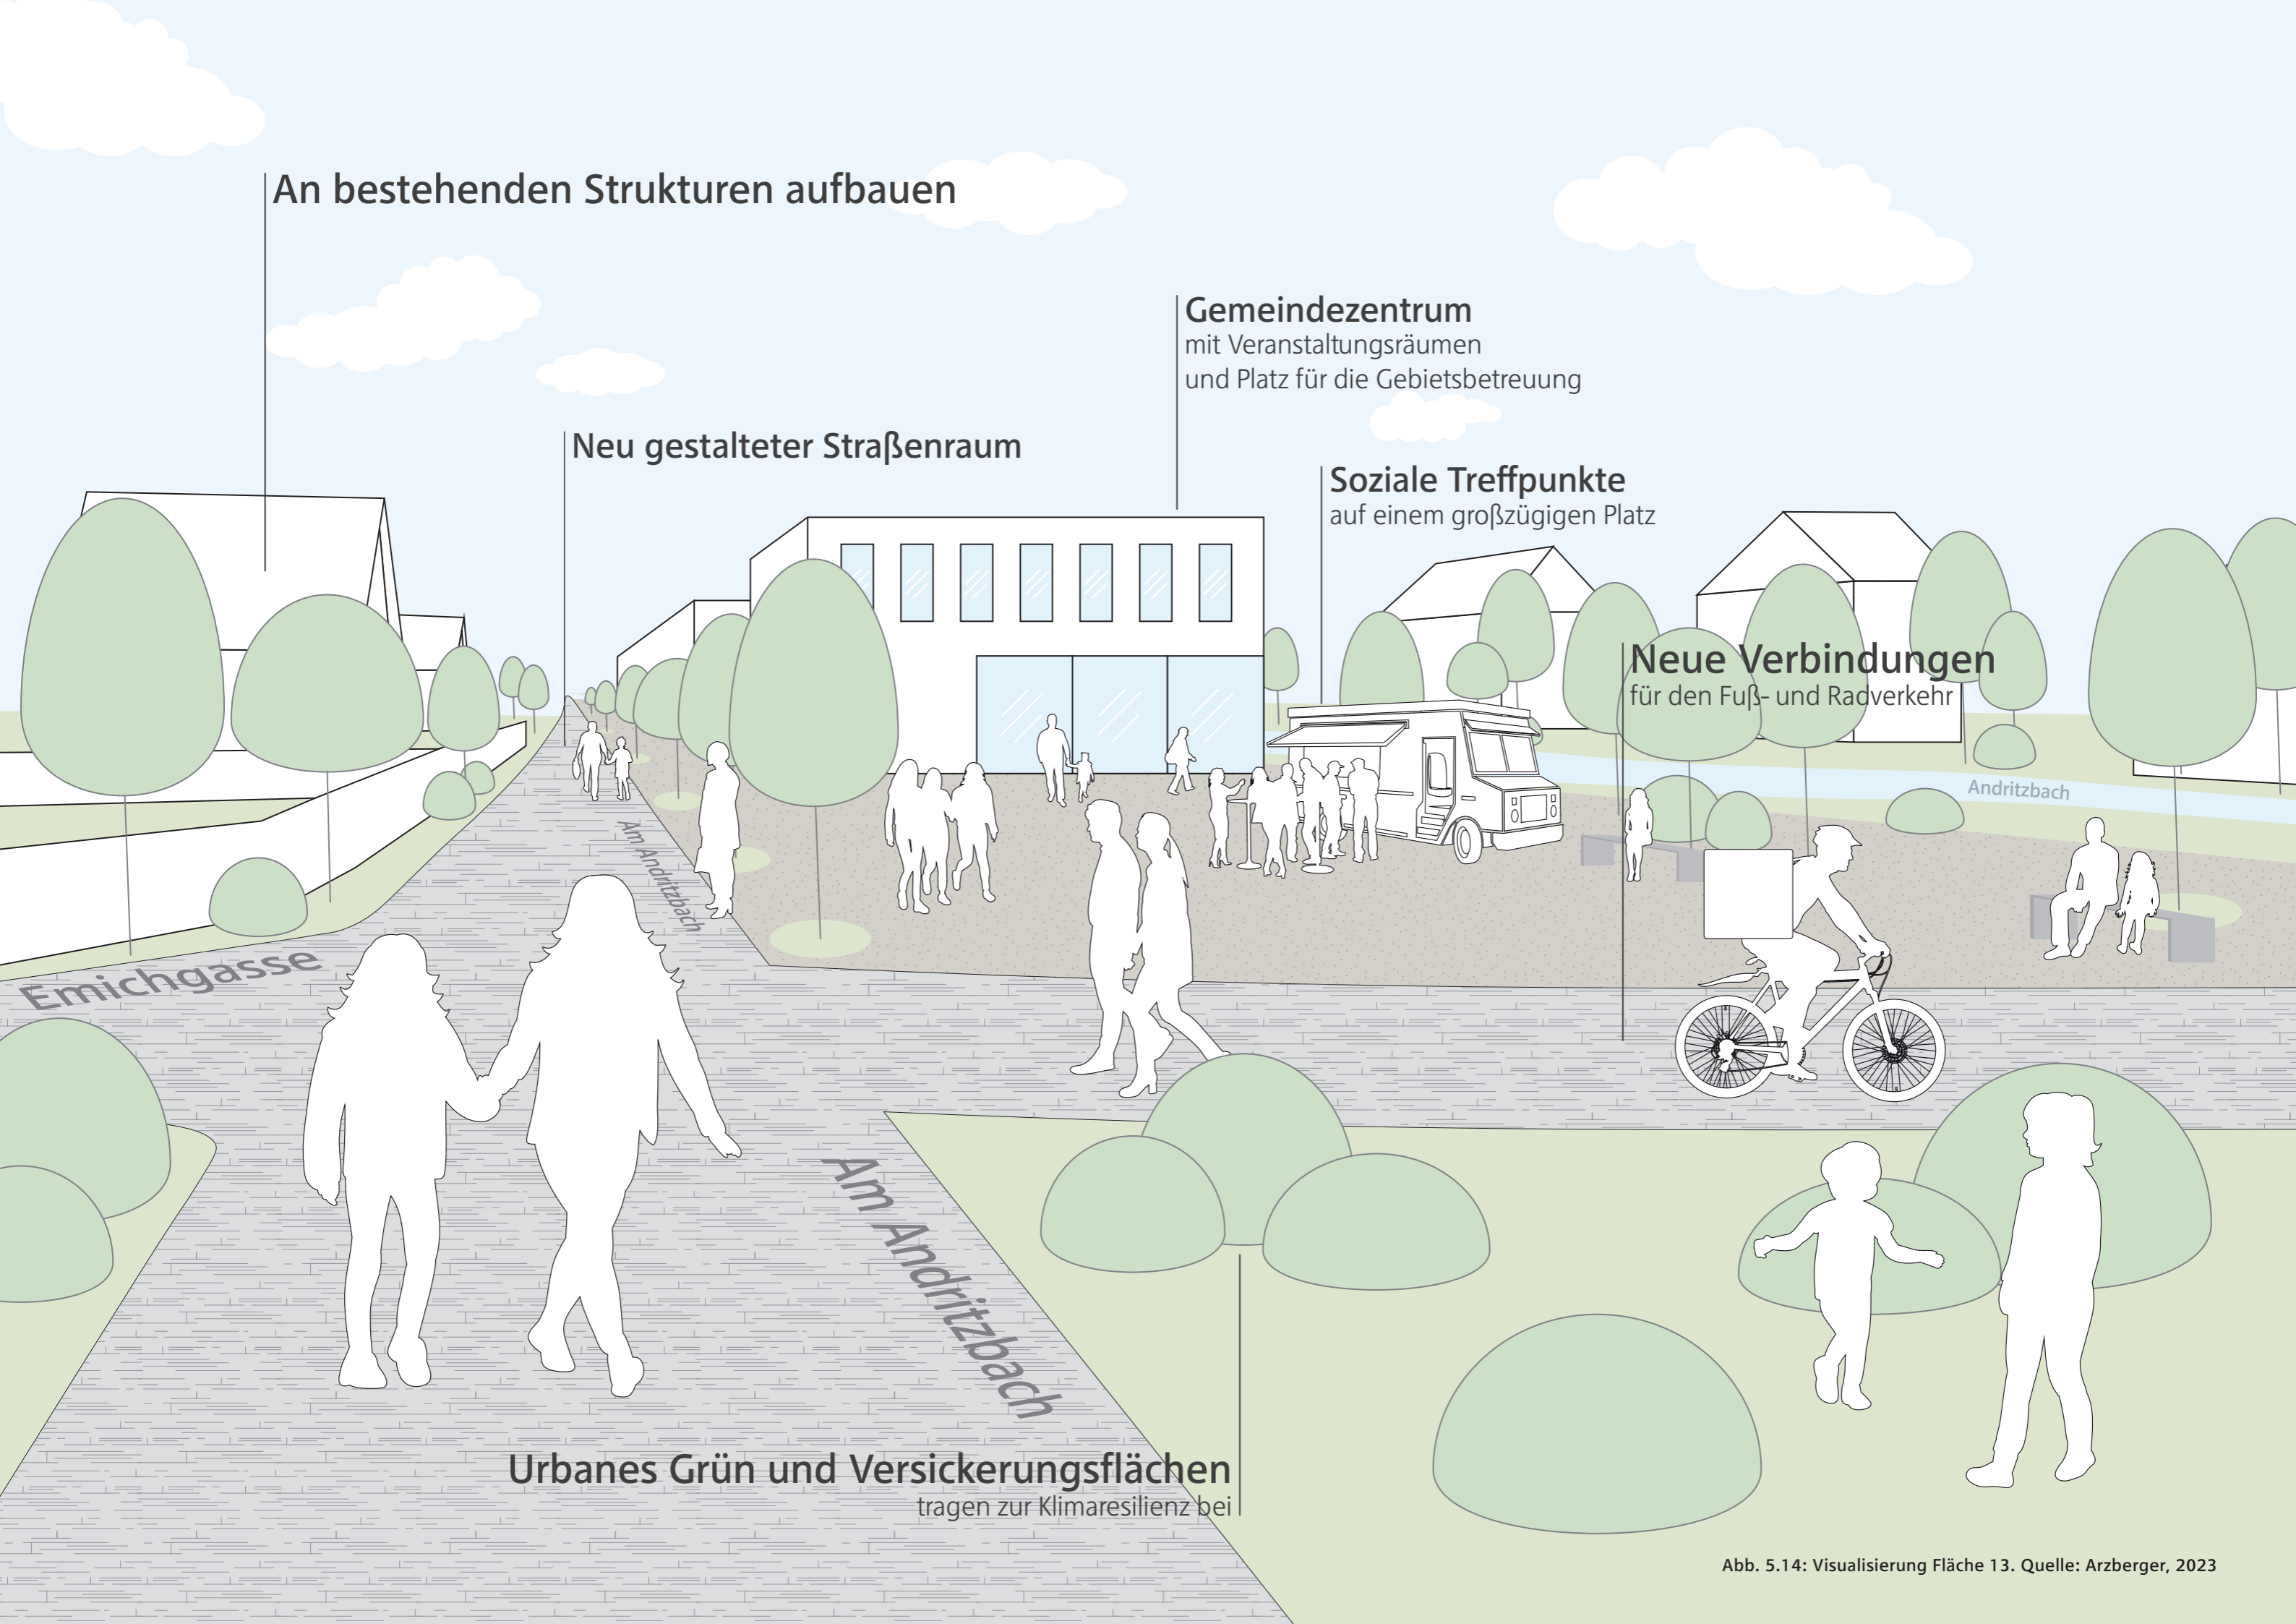 An bestehenden Strukturen aufbauen
Gemeindezentrum
mit Veranstaltungsräumen
und Platz für die Gebietsbetreuung
Neu gestalteter Straßenraum
Soziale Treffpunkte
auf einem großzügigen Platz
Neue Verbindungen
für den Fuß- und Radverkehr
Andritzbach
Am Andritzbach
Emichgasse
Am Andritzbach
Urbanes Grün und Versickerungsflächen
tragen zur Klimaresilienz bei
Abb. 5.14: Visualisierung Fläche 13. Quelle: Arzberger, 2023